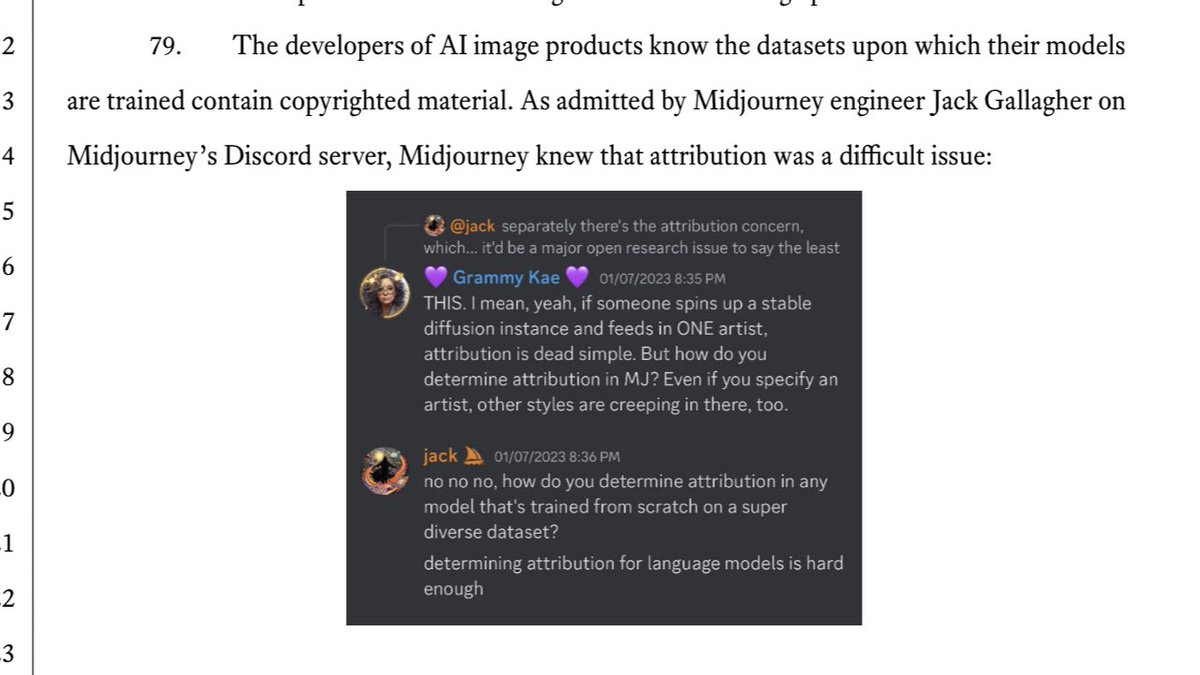 2 79. The developers of AI image products know the datasets upon which their models
3 are trained contain copyrighted material. As admitted by Midjourney engineer Jack Gallagher on
4 Midjourney’s Discord server, Midjourney knew that attribution was a difficult issue:
5
@jack separately there's the attribution concern,
which... it'd be a major open research issue to say the least
6
💜 Grammy Kae 💜 01/07/2023 8:35 PM
THIS. I mean, yeah, if someone spins up a stable
7
diffusion instance and feeds in ONE artist,
attribution is dead simple. But how do you
8
determine attribution in MJ? Even if you specify an
artist, other styles are creeping in there, too.
9
jack 01/07/2023 8:36 PM
no no no, how do you determine attribution in any
0
model that's trained from scratch on a super
diverse dataset?
1
determining attribution for language models is hard
enough
2
3